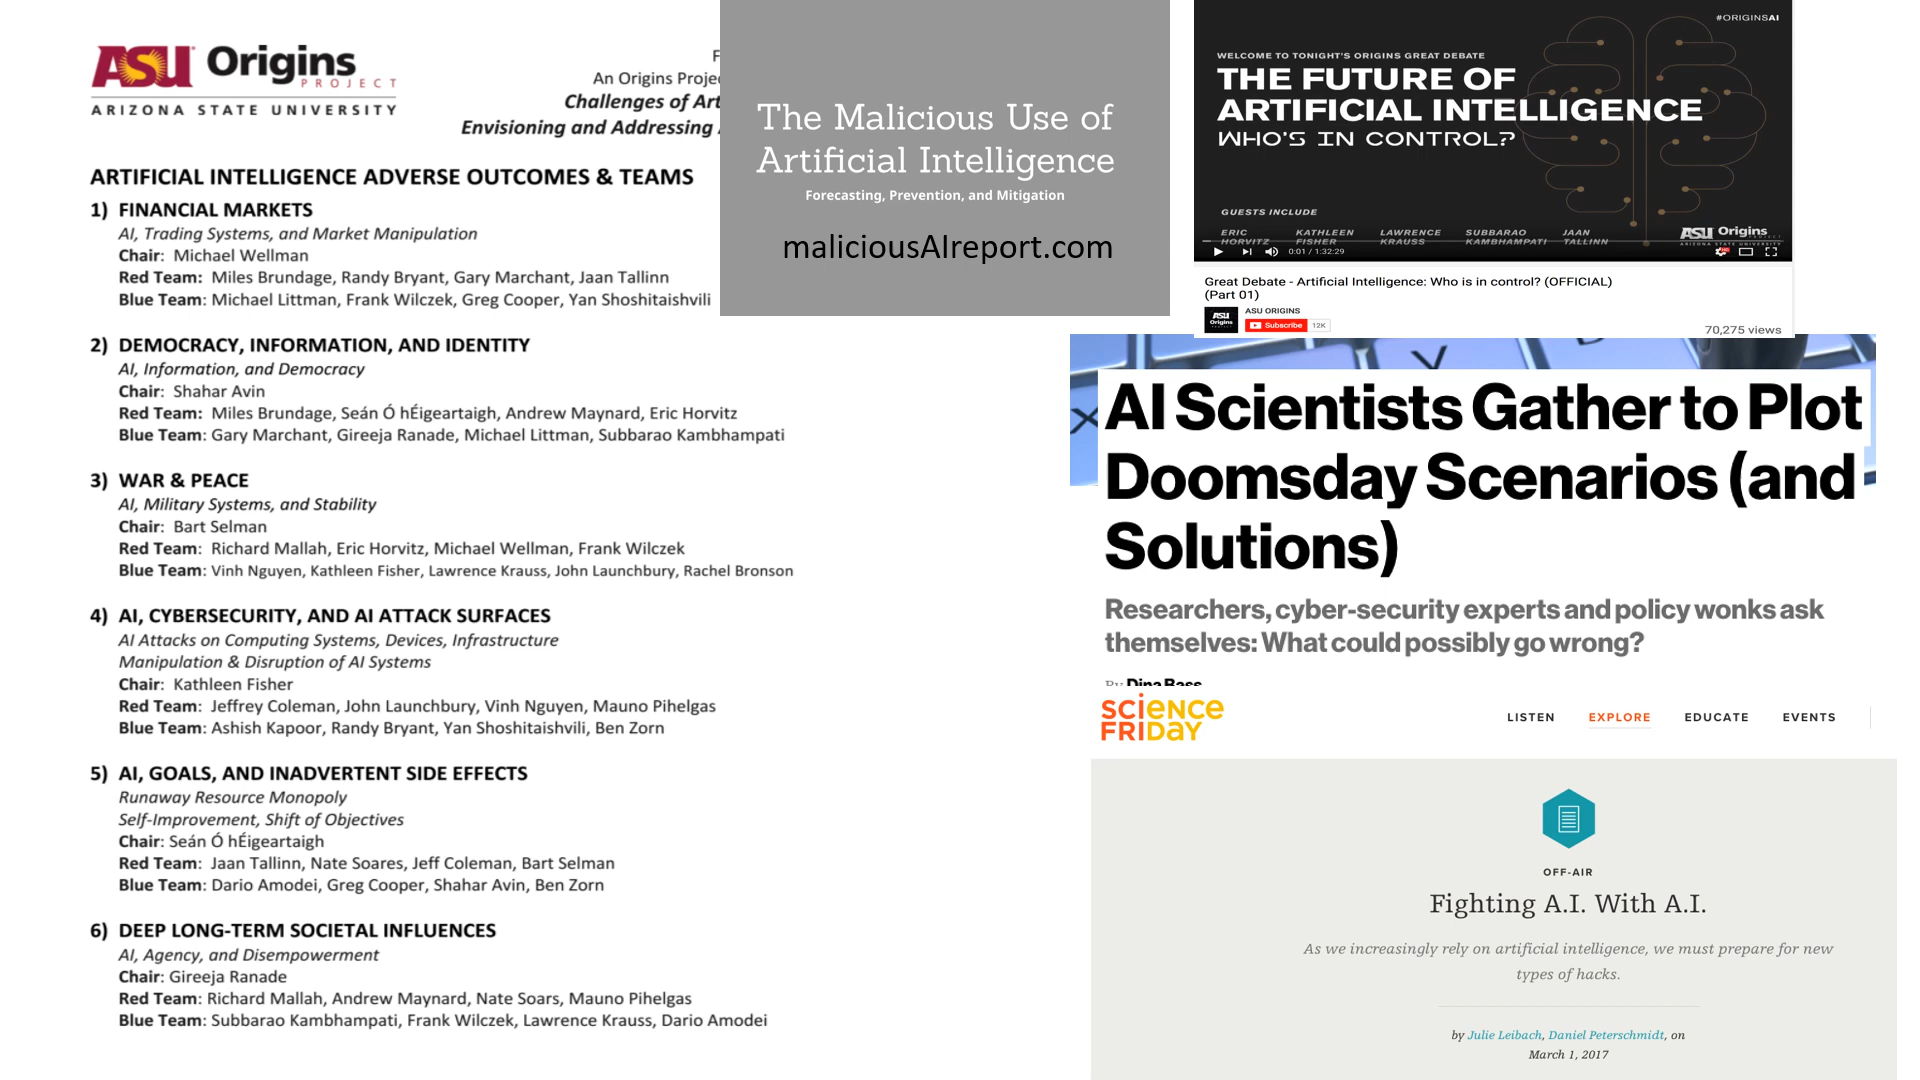 ASU Origins
PROJECT
ARIZONA STATE UNIVERSITY
F
An Origins Projec
Challenges of Art
Envisioning and Addressing
ARTIFICIAL INTELLIGENCE ADVERSE OUTCOMES & TEAMS
1) FINANCIAL MARKETS
AI, Trading Systems, and Market Manipulation
Chair: Michael Wellman
Red Team: Miles Brundage, Randy Bryant, Gary Marchant, Jaan Tallinn
Blue Team: Michael Littman, Frank Wilczek, Greg Cooper, Yan Shoshitaishvili
2) DEMOCRACY, INFORMATION, AND IDENTITY
AI, Information, and Democracy
Chair: Shahar Avin
Red Team: Miles Brundage, Seán Ó hÉigeartaigh, Andrew Maynard, Eric Horvitz
Blue Team: Gary Marchant, Gireeja Ranade, Michael Littman, Subbarao Kambhampati
3) WAR & PEACE
AI, Military Systems, and Stability
Chair: Bart Selman
Red Team: Richard Mallah, Eric Horvitz, Michael Wellman, Frank Wilczek
Blue Team: Vinh Nguyen, Kathleen Fisher, Lawrence Krauss, John Launchbury, Rachel Bronson
4) AI, CYBERSECURITY, AND AI ATTACK SURFACES
AI Attacks on Computing Systems, Devices, Infrastructure
Manipulation & Disruption of AI Systems
Chair: Kathleen Fisher
Red Team: Jeffrey Coleman, John Launchbury, Vinh Nguyen, Mauno Pihelgas
Blue Team: Ashish Kapoor, Randy Bryant, Yan Shoshitaishvili, Ben Zorn
5) AI, GOALS, AND INADVERTENT SIDE EFFECTS
Runaway Resource Monopoly
Self-Improvement, Shift of Objectives
Chair: Seán Ó hÉigeartaigh
Red Team: Jaan Tallinn, Nate Soares, Jeff Coleman, Bart Selman
Blue Team: Dario Amodei, Greg Cooper, Shahar Avin, Ben Zorn
6) DEEP LONG-TERM SOCIETAL INFLUENCES
AI, Agency, and Disempowerment
Chair: Gireeja Ranade
Red Team: Richard Mallah, Andrew Maynard, Nate Soars, Mauno Pihelgas
Blue Team: Subbarao Kambhampati, Frank Wilczek, Lawrence Krauss, Dario Amodei
The Malicious Use of
Artificial Intelligence
Forecasting, Prevention, and Mitigation
maliciousAIreport.com
#ORIGINSAI
WELCOME TO TONIGHT'S ORIGINS GREAT DEBATE
THE FUTURE OF
ARTIFICIAL INTELLIGENCE
WHO'S IN CONTROL?
GUESTS INCLUDE
ERIC HORVITZ
KATHLEEN FISHER
LAWRENCE KRAUSS
SUBBARAO KAMBHAMPATI
JAAN TALLINN
ASU Origins
ARIZONA STATE UNIVERSITY
0:01 / 1:32:29
Great Debate - Artificial Intelligence: Who is in control? (OFFICIAL)
(Part 01)
ASU Origins
ASU ORIGINS
Subscribe 12K
70,275 views
AI Scientists Gather to Plot
Doomsday Scenarios (and
Solutions)
Researchers, cyber-security experts and policy wonks ask
themselves: What could possibly go wrong?
By Dina Bass
SCIENCE
FRIDAY
LISTEN EXPLORE EDUCATE EVENTS
OFF-AIR
Fighting A.I. With A.I.
As we increasingly rely on artificial intelligence, we must prepare for new
types of hacks.
by Julie Leibach, Daniel Peterschmidt, on
March 1, 2017